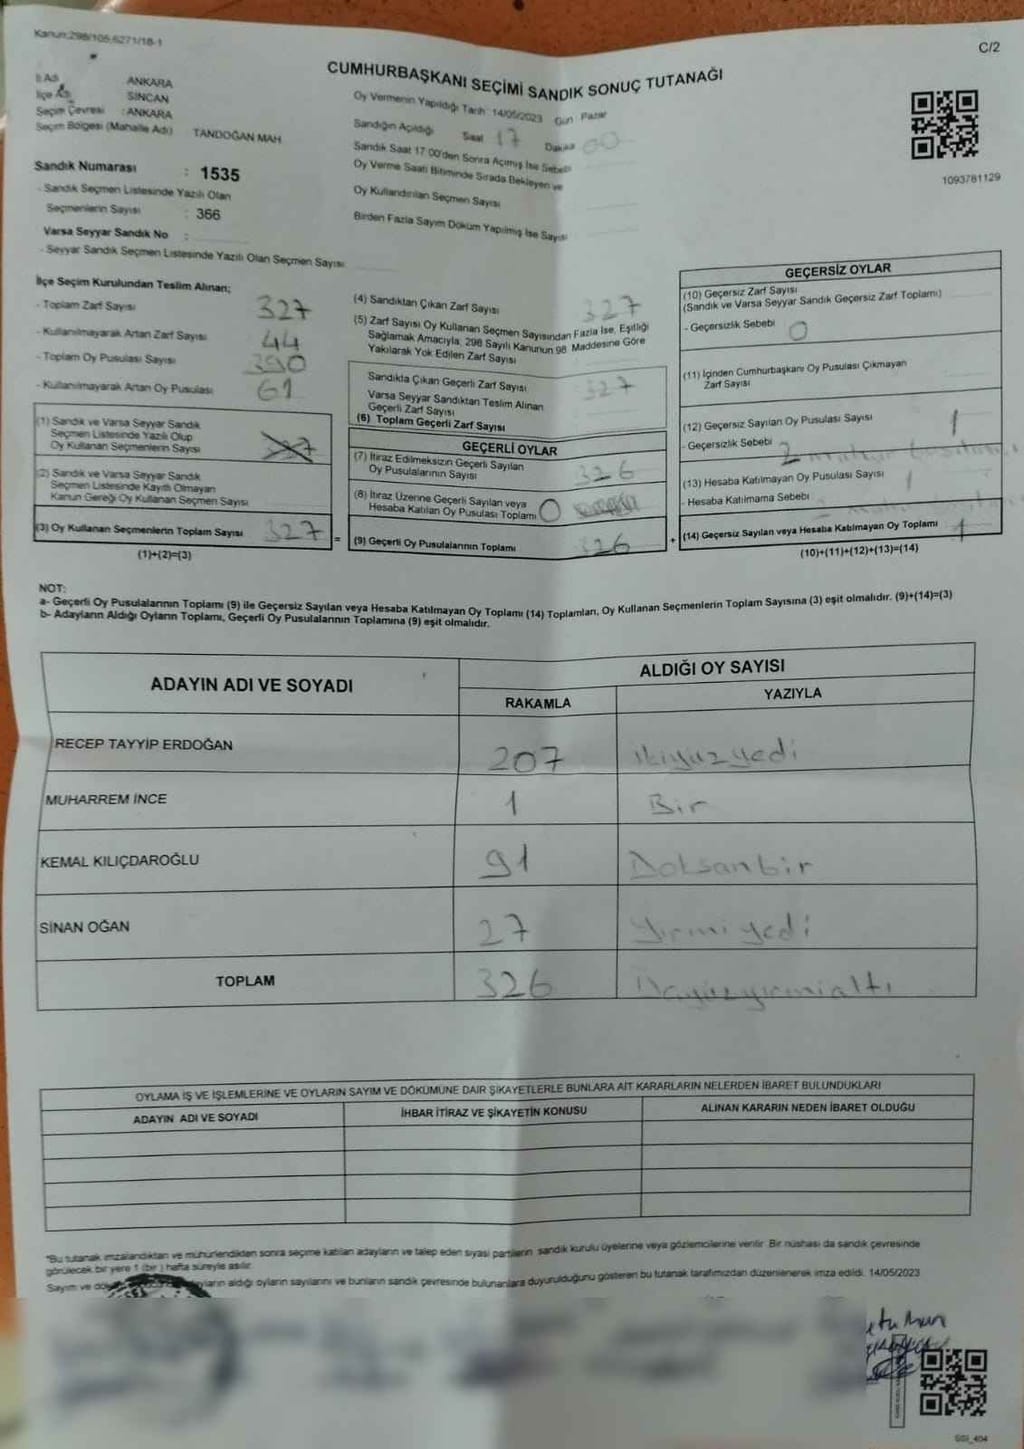 Kanun:298/105,6271/18-1
C/2
CUMHURBAŞKANI SEÇİMİ SANDIK SONUÇ TUTANAĞI
İl Adı ANKARA
İlçe Adı SİNCAN
Seçim Çevresi : ANKARA
Seçim Bölgesi (Mahalle Adı) TANDOĞAN MAH
Oy Vermenin Yapıldığı Tarih: 14/05/2023 Gün: Pazar
Sandığın Açıldığı Saat 17 Dakika 00
Sandık Saat 17:00'den Sonra Açılmış İse Sebebi
Oy Verme Saati Bitiminde Sırada Bekleyen ve
Oy Kullandırılan Seçmen Sayısı
Birden Fazla Sayım Döküm Yapılmış İse Sayısı
1093781129
Sandık Numarası : 1535
- Sandık Seçmen Listesinde Yazılı Olan
Seçmenlerin Sayısı : 366
Varsa Seyyar Sandık No :
- Seyyar Sandık Seçmen Listesinde Yazılı Olan Seçmen Sayısı:
İlçe Seçim Kurulundan Teslim Alınan;
- Toplam Zarf Sayısı 327
- Kullanılmayarak Artan Zarf Sayısı 44
- Toplam Oy Pusulası Sayısı 390
- Kullanılmayarak Artan Oy Pusulası 61
(1) Sandık ve Varsa Seyyar Sandık
Seçmen Listesinde Yazılı Olup
Oy Kullanan Seçmenlerin Sayısı
(2) Sandık ve Varsa Seyyar Sandık
Seçmen Listesinde Kayıtlı Olmayan
Kanun Gereği Oy Kullanan Seçmen Sayısı
(3) Oy Kullanan Seçmenlerin Toplam Sayısı 327 =
(1)+(2)=(3)
(4) Sandıktan Çıkan Zarf Sayısı 327
(5) Zarf Sayısı Oy Kullanan Seçmen Sayısından Fazla İse, Eşitliği
Sağlamak Amacıyla, 298 Sayılı Kanunun 98. Maddesine Göre
Yakılarak Yok Edilen Zarf Sayısı
Sandıkta Çıkan Geçerli Zarf Sayısı 327
Varsa Seyyar Sandıktan Teslim Alınan
Geçerli Zarf Sayısı
(6) Toplam Geçerli Zarf Sayısı
GEÇERLİ OYLAR
(7) İtiraz Edilmeksizin Geçerli Sayılan
Oy Pusulalarının Sayısı 326
(8) İtiraz Üzerine Geçerli Sayılan veya
Hesaba Katılan Oy Pusulası Toplamı 0
(9) Geçerli Oy Pusulalarının Toplamı 326 +
GEÇERSİZ OYLAR
(10) Geçersiz Zarf Sayısı
(Sandık ve Varsa Seyyar Sandık Geçersiz Zarf Toplamı)
- Geçersizlik Sebebi 0
(11) İçinden Cumhurbaşkanı Oy Pusulası Çıkmayan
Zarf Sayısı
(12) Geçersiz Sayılan Oy Pusulası Sayısı 1
- Geçersizlik Sebebi 2 mühür
(13) Hesaba Katılmayan Oy Pusulası Sayısı
- Hesaba Katılmama Sebebi
(14) Geçersiz Sayılan veya Hesaba Katılmayan Oy Toplamı 1
(10)+(11)+(12)+(13)=(14)
NOT:
a- Geçerli Oy Pusulalarının Toplamı (9) ile Geçersiz Sayılan veya Hesaba Katılmayan Oy Toplamı (14) Toplamları, Oy Kullanan Seçmenlerin Toplam Sayısına (3) eşit olmalıdır. (9)+(14)=(3)
b- Adayların Aldığı Oyların Toplamı, Geçerli Oy Pusulalarının Toplamına (9) eşit olmalıdır.
ADAYIN ADI VE SOYADI
ALDIĞI OY SAYISI
RAKAMLA YAZIYLA
RECEP TAYYİP ERDOĞAN 207 ikiyüzyedi
MUHARREM İNCE 1 Bir
KEMAL KILIÇDAROĞLU 91 Doksanbir
SİNAN OĞAN 27 yirmiyedi
TOPLAM 326
OYLAMA İŞ VE İŞLEMLERİNE VE OYLARIN SAYIM VE DÖKÜMÜNE DAİR ŞİKAYETLERLE BUNLARA AİT KARARLARIN NELERDEN İBARET BULUNDUKLARI
ADAYIN ADI VE SOYADI İHBAR İTİRAZ VE ŞİKAYETİN KONUSU ALINAN KARARIN NEDEN İBARET OLDUĞU
*Bu tutanak imzalandıktan ve mühürlendikten sonra seçime katılan adayların ve talep eden siyasi partilerin sandık kurulu üyelerine veya gözlemcilerine verilir. Bir nüshası da sandık çevresinde
görülecek bir yere 1 (bir) hafta süreyle asılır.
Sayım ve aldığı oyların sayılarını ve bunların sandık çevresinde bulunanlara duyurulduğunu gösteren bu tutanak tarafımızdan düzenlenerek imza edildi. 14/05/2023